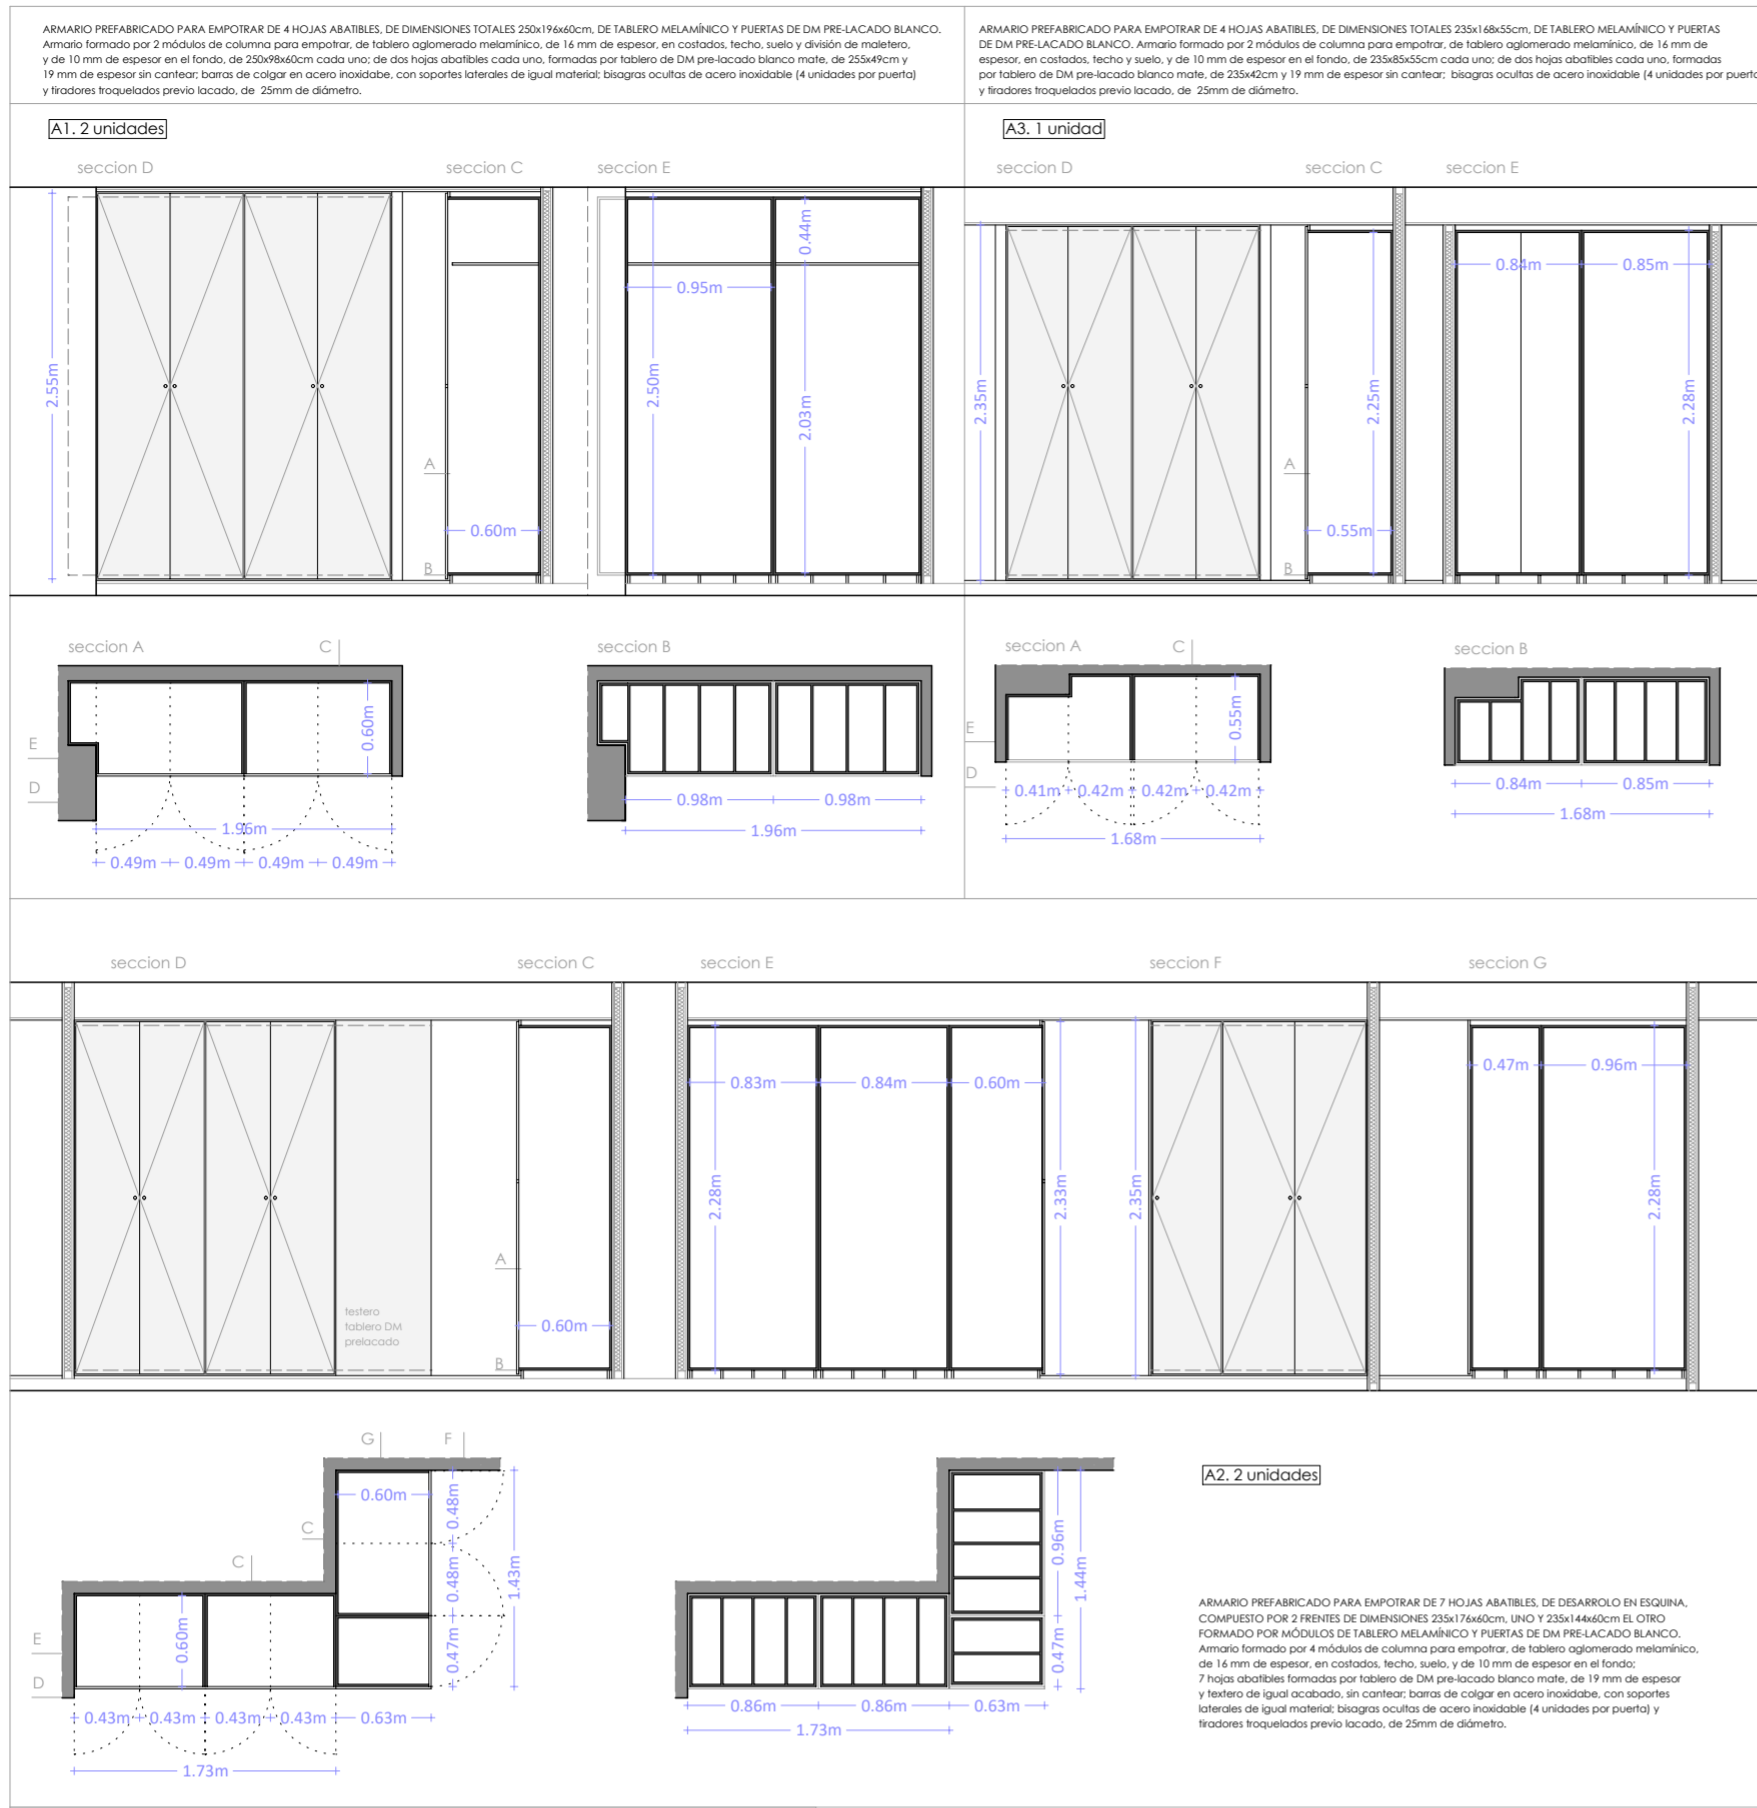 ARMARIO PREFABRICADO PARA EMPOTRAR DE 4 HOJAS ABATIBLES, DE DIMENSIONES TOTALES 250x196x60cm, DE TABLERO MELAMÍNICO Y PUERTAS DE DM PRE-LACADO BLANCO.
Armario formado por 2 módulos de columna para empotrar, de tablero aglomerado melamínico, de 16 mm de espesor, en costados, techo, suelo y división de maletero,
y de 10 mm de espesor en el fondo, de 250x98x60cm cada uno; de dos hojas abatibles cada uno, formadas por tablero de DM pre-lacado blanco mate, de 255x49cm y
19 mm de espesor sin cantear; barras de colgar en acero inoxidabe, con soportes laterales de igual material; bisagras ocultas de acero inoxidable (4 unidades por puerta)
y tiradores troquelados previo lacado, de 25mm de diámetro.
ARMARIO PREFABRICADO PARA EMPOTRAR DE 4 HOJAS ABATIBLES, DE DIMENSIONES TOTALES 235x168x55cm, DE TABLERO MELAMÍNICO Y PUERTAS
DE DM PRE-LACADO BLANCO. Armario formado por 2 módulos de columna para empotrar, de tablero aglomerado melamínico, de 16 mm de
espesor, en costados, techo y suelo, y de 10 mm de espesor en el fondo, de 235x85x55cm cada uno; de dos hojas abatibles cada uno, formadas
por tablero de DM pre-lacado blanco mate, de 235x42cm y 19 mm de espesor sin cantear; bisagras ocultas de acero inoxidable (4 unidades por puerta
y tiradores troquelados previo lacado, de 25mm de diámetro.
A1. 2 unidades
A3. 1 unidad
seccion D
seccion C
seccion E
seccion D
seccion C
seccion E
2.55m
A
B
0.60m
0.95m
2.50m
0.44m
2.03m
2.35m
A
B
0.55m
2.25m
0.84m
0.85m
2.28m
seccion A
C
E
D
0.60m
1.96m
0.49m
0.49m
0.49m
0.49m
seccion B
0.98m
0.98m
1.96m
seccion A
C
E
D
0.55m
0.41m
0.42m
0.42m
0.42m
1.68m
seccion B
0.84m
0.85m
1.68m
seccion D
seccion C
seccion E
seccion F
seccion G
testero
tablero DM
prelacado
A
B
0.60m
0.83m
0.84m
0.60m
2.28m
2.33m
2.35m
0.47m
0.96m
2.28m
G
F
C
C
E
D
0.60m
0.48m
0.48m
0.47m
1.43m
0.60m
0.43m
0.43m
0.43m
0.43m
0.63m
1.73m
0.96m
0.47m
1.44m
0.86m
0.86m
0.63m
1.73m
A2. 2 unidades
ARMARIO PREFABRICADO PARA EMPOTRAR DE 7 HOJAS ABATIBLES, DE DESARROLO EN ESQUINA,
COMPUESTO POR 2 FRENTES DE DIMENSIONES 235x176x60cm, UNO Y 235x144x60cm EL OTRO
FORMADO POR MÓDULOS DE TABLERO MELAMÍNICO Y PUERTAS DE DM PRE-LACADO BLANCO.
Armario formado por 4 módulos de columna para empotrar, de tablero aglomerado melamínico,
de 16 mm de espesor, en costados, techo, suelo, y de 10 mm de espesor en el fondo;
7 hojas abatibles formadas por tablero de DM pre-lacado blanco mate, de 19 mm de espesor
y textero de igual acabado, sin cantear; barras de colgar en acero inoxidabe, con soportes
laterales de igual material; bisagras ocultas de acero inoxidable (4 unidades por puerta) y
tiradores troquelados previo lacado, de 25mm de diámetro.